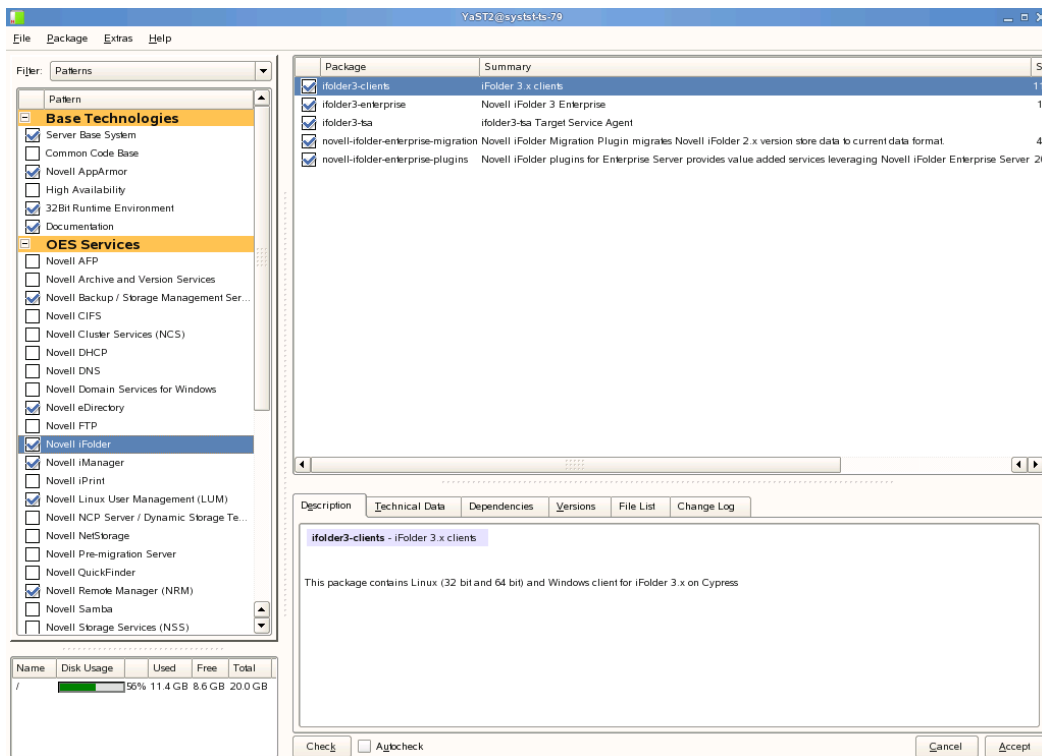 YaST2@systst-ts-79
File Package Extras Help
Filter: Patterns
Pattern
Base Technologies
Server Base System
Common Code Base
Novell AppArmor
High Availability
32Bit Runtime Environment
Documentation
OES Services
Novell AFP
Novell Archive and Version Services
Novell Backup / Storage Management Ser...
Novell CIFS
Novell Cluster Services (NCS)
Novell DHCP
Novell DNS
Novell Domain Services for Windows
Novell eDirectory
Novell FTP
Novell iFolder
Novell iManager
Novell iPrint
Novell Linux User Management (LUM)
Novell NCP Server / Dynamic Storage Te...
Novell NetStorage
Novell Pre-migration Server
Novell QuickFinder
Novell Remote Manager (NRM)
Novell Samba
Novell Storage Services (NSS)
Name Disk Usage Used Free Total
/ 56% 11.4 GB 8.6 GB 20.0 GB
Package Summary S
ifolder3-clients iFolder 3.x clients 11
ifolder3-enterprise Novell iFolder 3 Enterprise 1
ifolder3-tsa ifolder3-tsa Target Service Agent
novell-ifolder-enterprise-migration Novell iFolder Migration Plugin migrates Novell iFolder 2.x version store data to current data format. 4
novell-ifolder-enterprise-plugins Novell iFolder plugins for Enterprise Server provides value added services leveraging Novell iFolder Enterprise Server 20
Description Technical Data Dependencies Versions File List Change Log
ifolder3-clients - iFolder 3.x clients
This package contains Linux (32 bit and 64 bit) and Windows client for iFolder 3.x on Cypress
Check Autocheck Cancel Accept